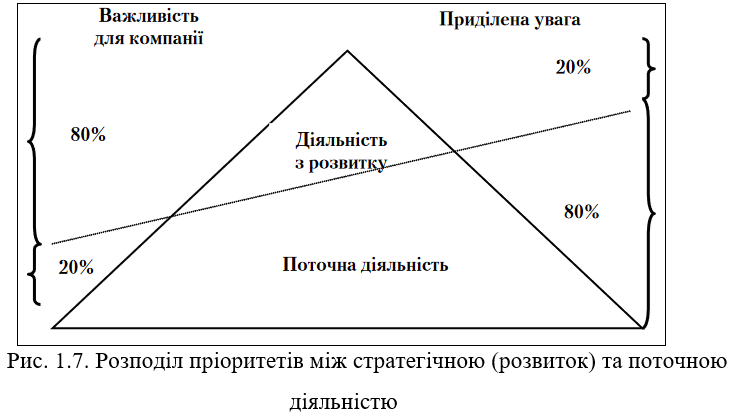 Важливість
для компанії
Приділена увага
20%
80%
Діяльність
з розвитку
80%
20%
Поточна діяльність
Рис. 1.7. Розподіл пріоритетів між стратегічною (розвиток) та поточною
діяльністю